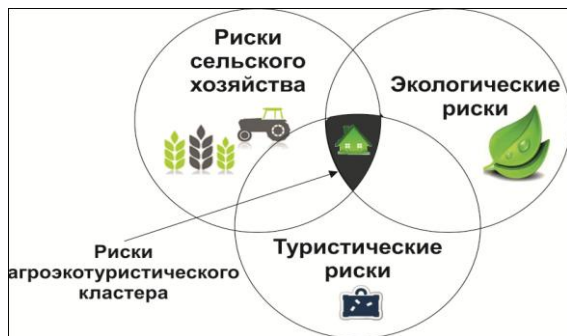 Риски
сельского
хозяйства
Экологические
риски
Риски
агроэкотуристического
кластера
Туристические
риски